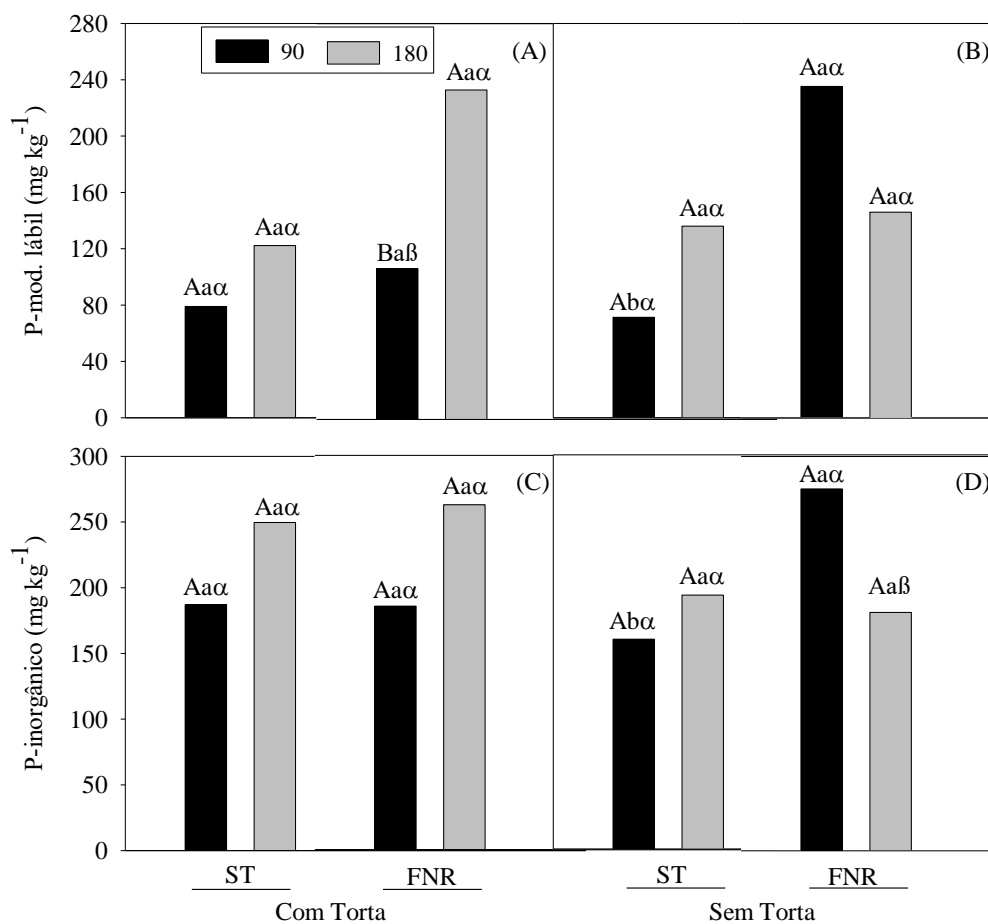 280
240
200
160
120
80
40
0
P-mod. lábil (mg kg-1)
90 180
(A)
Aaα
Aaα
Baß
Aaα
(B)
Abα
Aaα
Aaα
Aaα
300
250
200
150
100
50
0
P-inorgânico (mg kg-1)
(C)
Aaα
Aaα
Aaα
Aaα
(D)
Abα
Aaα
Aaα
Aaß
ST FNR ST FNR
Com Torta Sem Torta